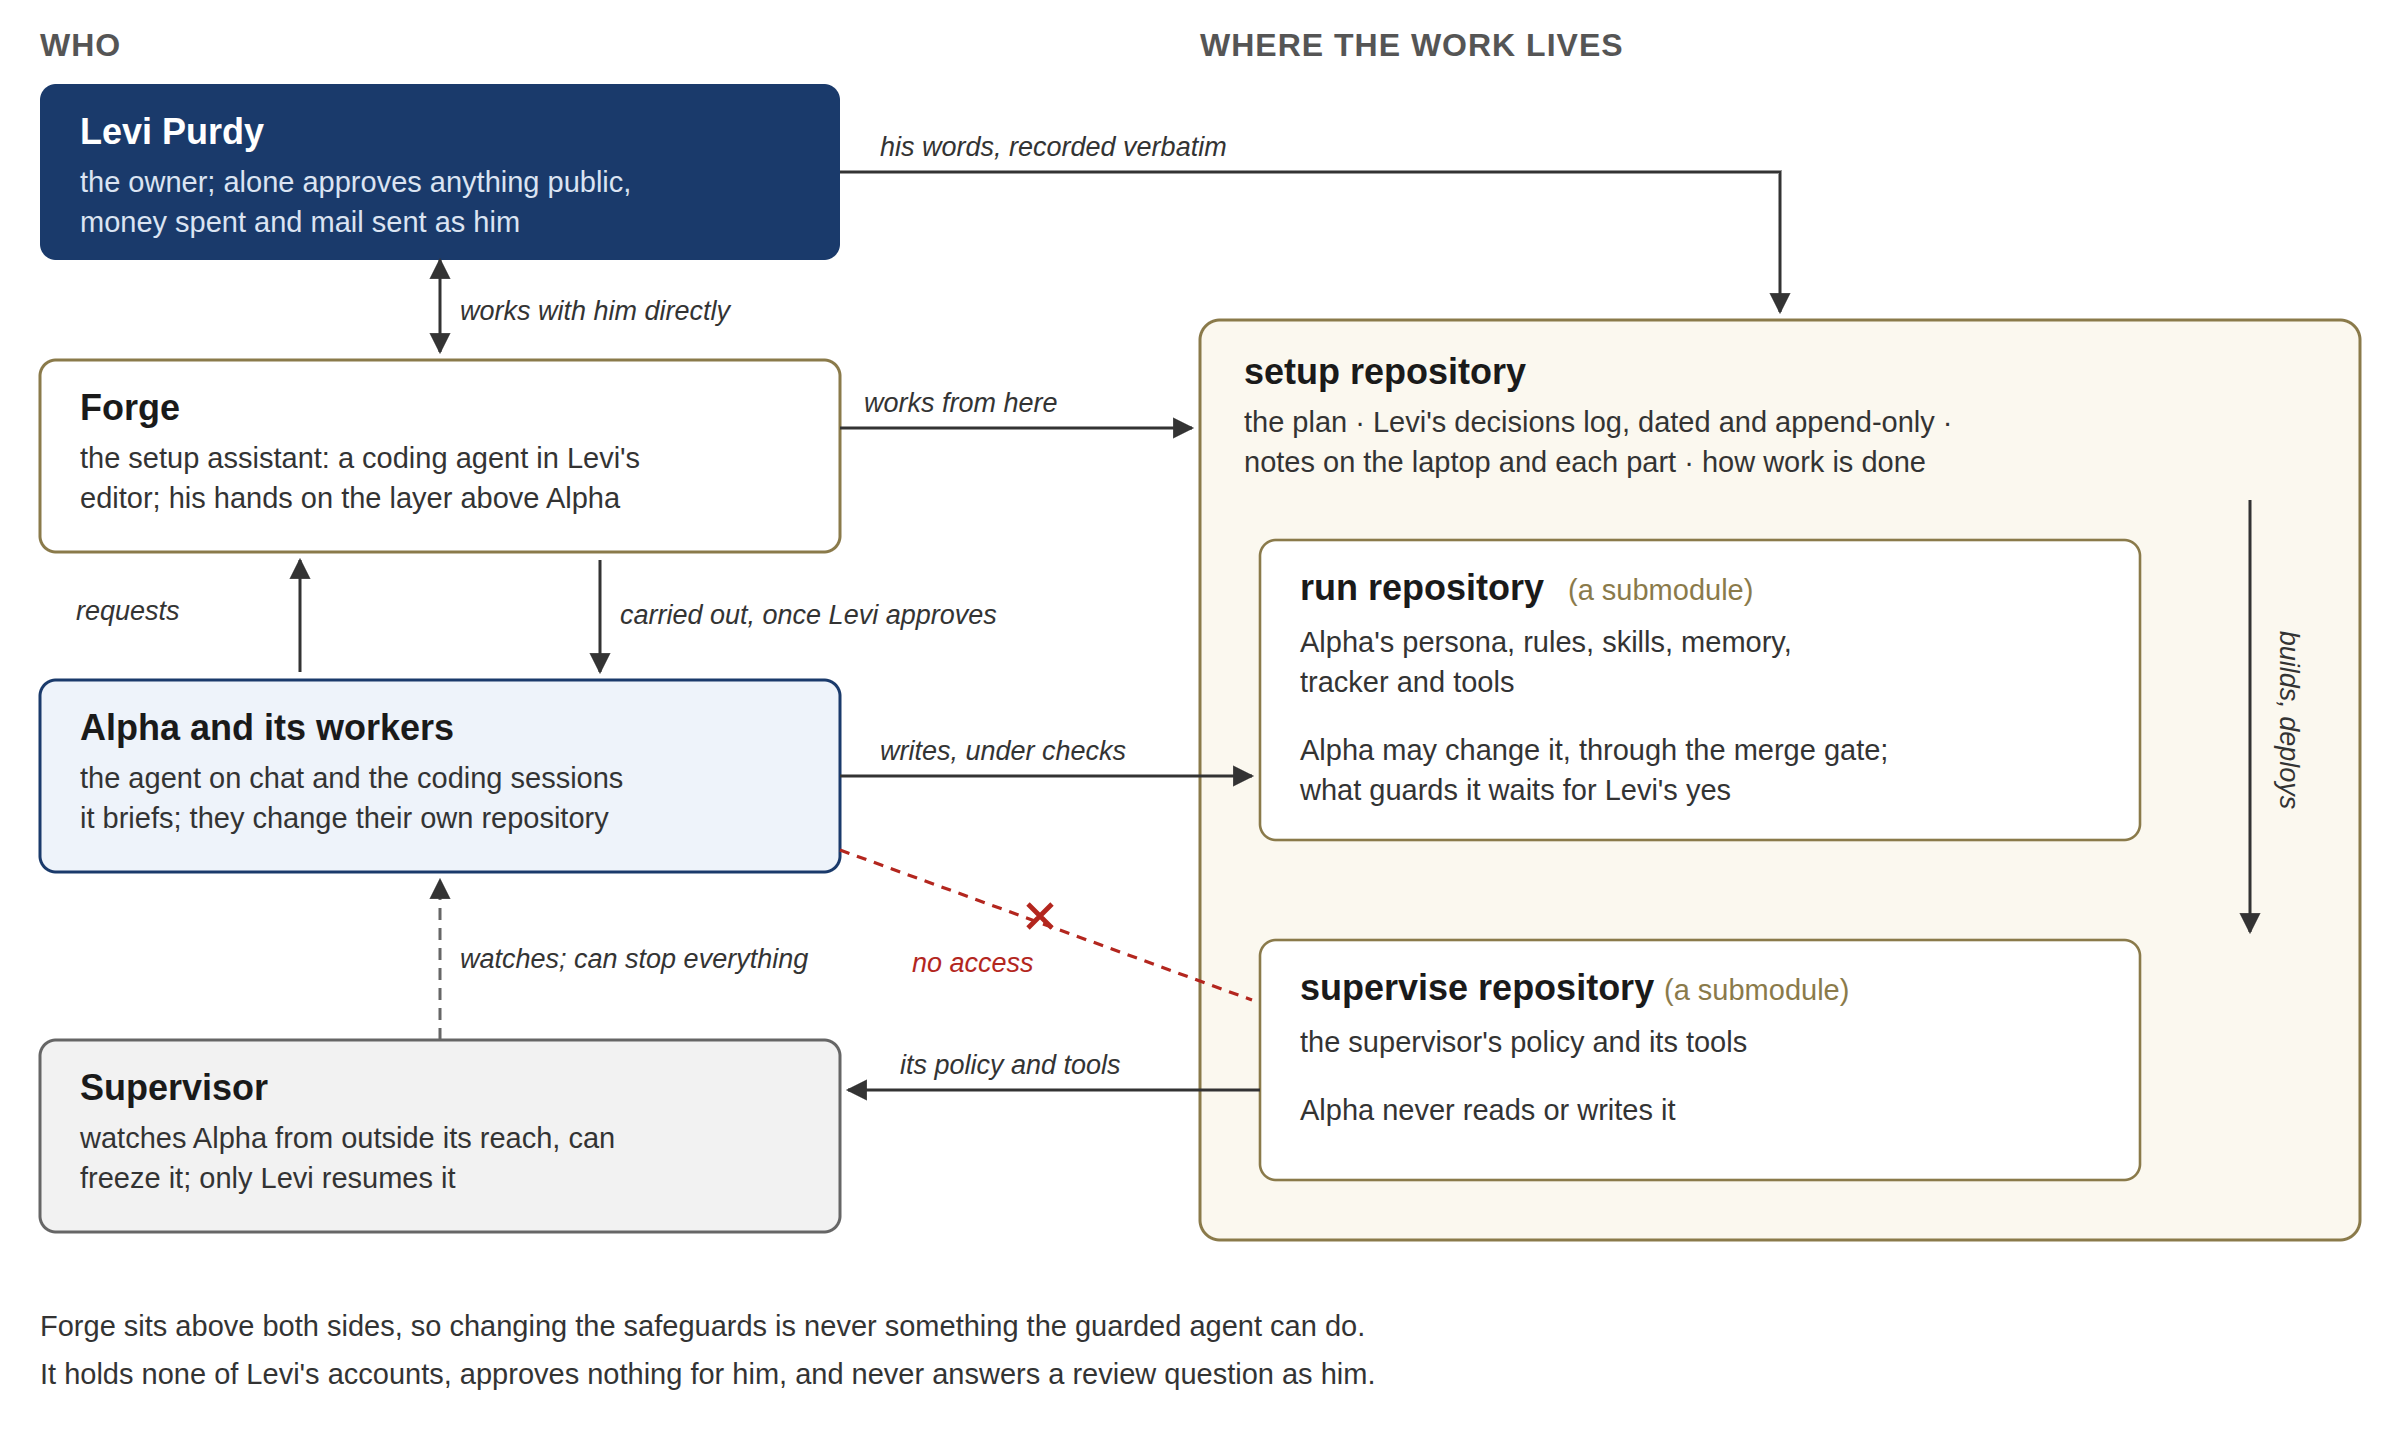 WHO
WHERE THE WORK LIVES
Levi Purdy
the owner; alone approves anything public,
money spent and mail sent as him
his words, recorded verbatim
works with him directly
Forge
the setup assistant: a coding agent in Levi's
editor; his hands on the layer above Alpha
works from here
setup repository
the plan · Levi's decisions log, dated and append-only ·
notes on the laptop and each part · how work is done
requests
carried out, once Levi approves
run repository (a submodule)
Alpha's persona, rules, skills, memory,
tracker and tools
Alpha may change it, through the merge gate;
what guards it waits for Levi's yes
builds, deploys
Alpha and its workers
the agent on chat and the coding sessions
it briefs; they change their own repository
writes, under checks
watches; can stop everything
no access
supervise repository (a submodule)
the supervisor's policy and its tools
Alpha never reads or writes it
its policy and tools
Supervisor
watches Alpha from outside its reach, can
freeze it; only Levi resumes it
Forge sits above both sides, so changing the safeguards is never something the guarded agent can do.
It holds none of Levi's accounts, approves nothing for him, and never answers a review question as him.